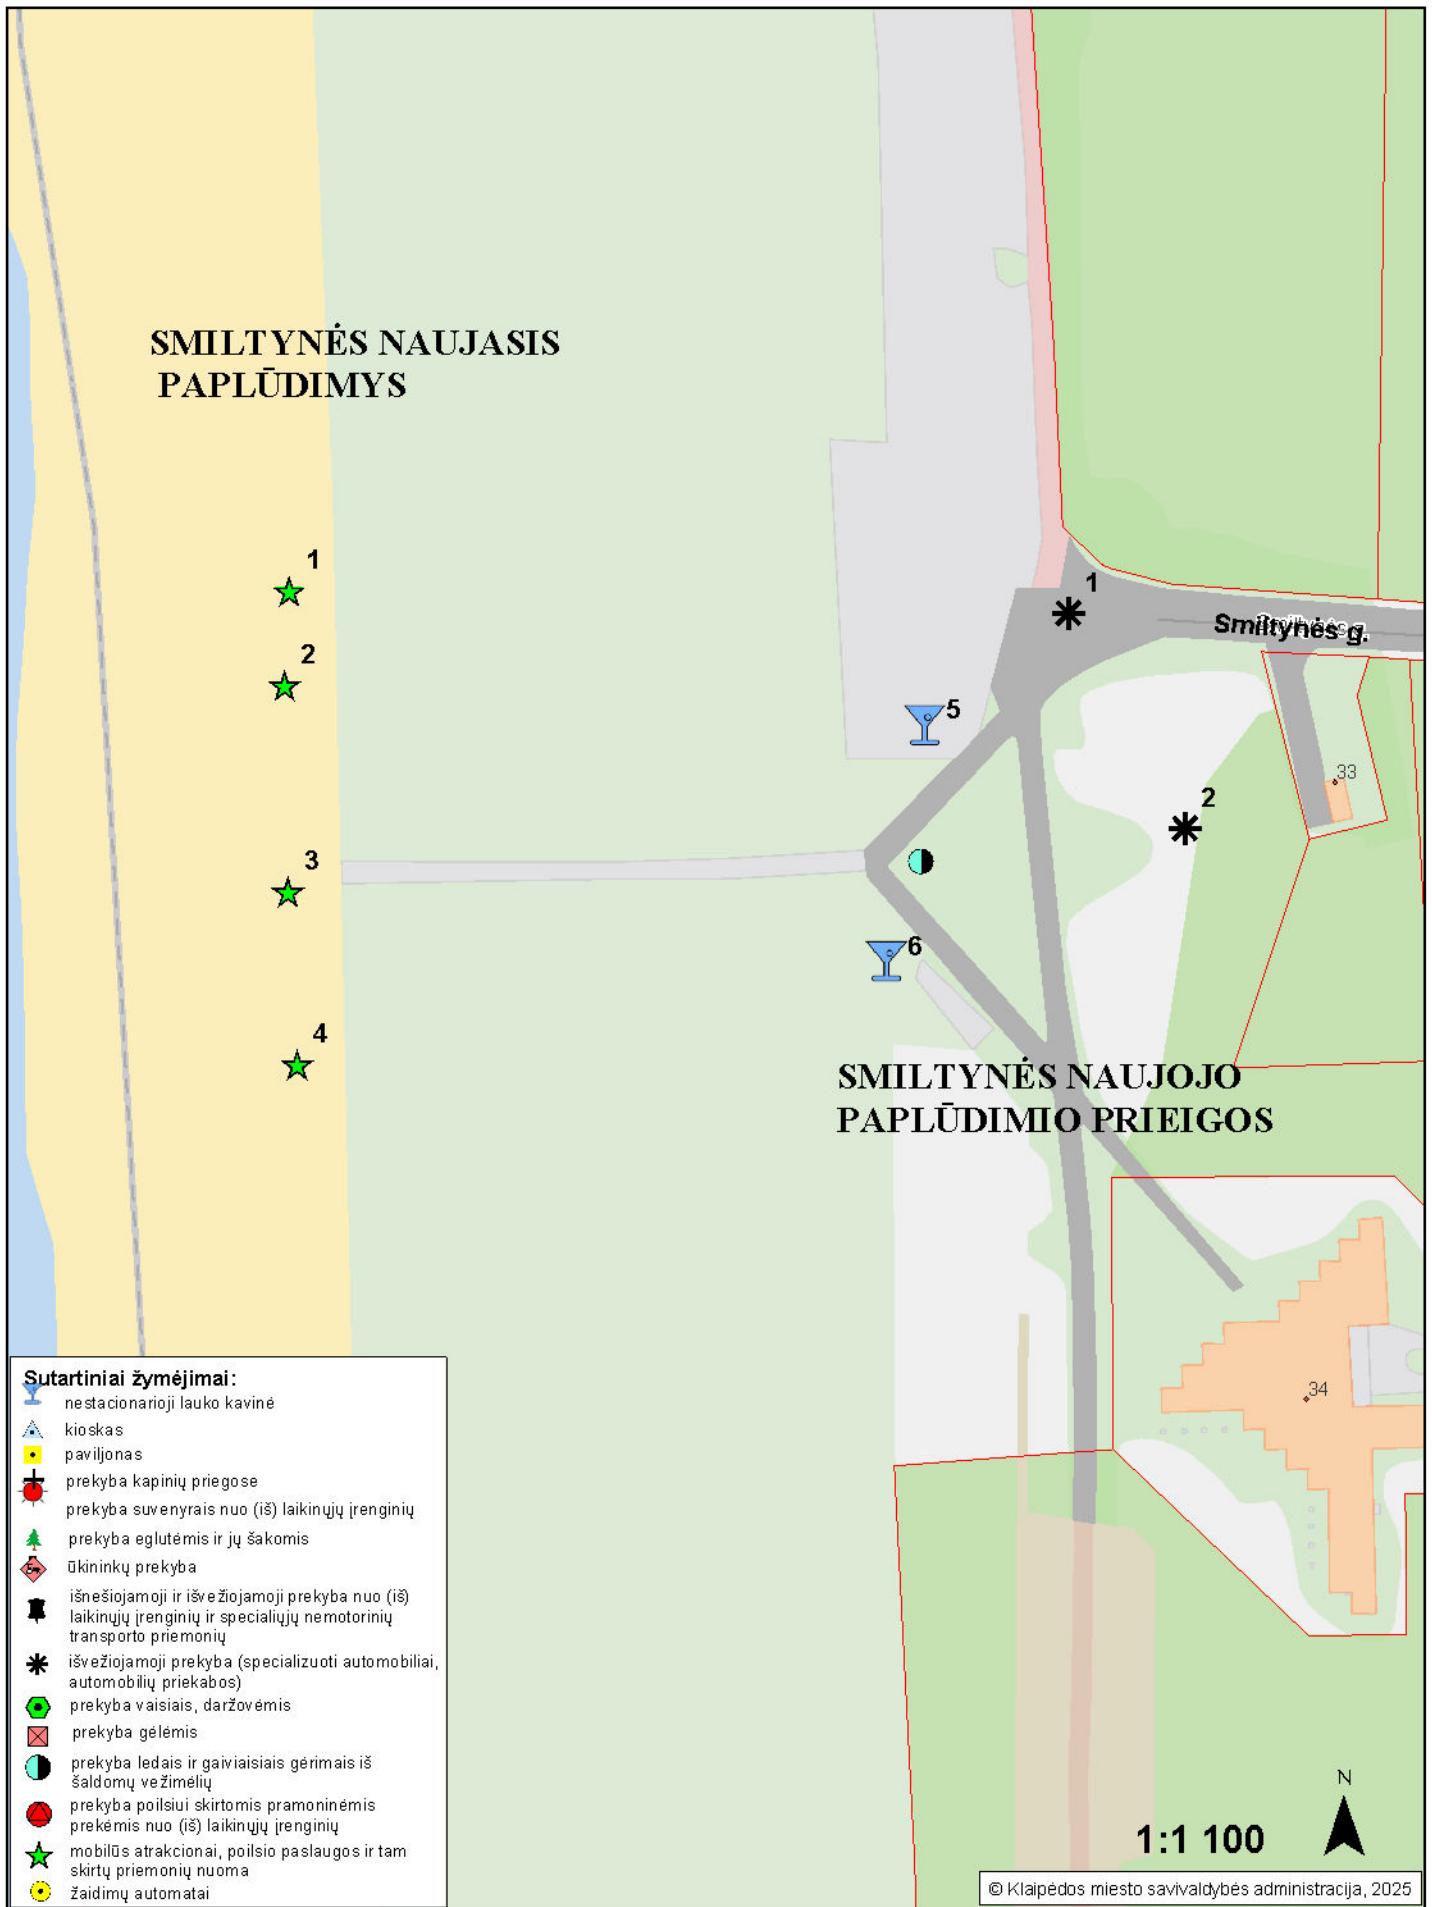 SMILTYNĖS NAUJASIS
PAPLŪDIMYS
1
2
3
4
1
Smiltynės g.
5
33
2
6
SMILTYNĖS NAUJOJO
PAPLŪDIMIO PRIEIGOS
34
Sutartiniai žymėjimai:
nestacionarioji lauko kavinė
kioskas
paviljonas
prekyba kapinių priegose
prekyba suvenyrais nuo (iš) laikinųjų įrenginių
prekyba eglutėmis ir jų šakomis
ūkininkų prekyba
išnešiojamoji ir išvežiojamoji prekyba nuo (iš)
laikinųjų įrenginių ir specialiųjų nemotorinių
transporto priemonių
išvežiojamoji prekyba (specializuoti automobiliai,
automobilių priekabos)
prekyba vaisiais, daržovėmis
prekyba gėlėmis
prekyba ledais ir gaiviaisiais gėrimais iš
šaldomų vežimėlių
prekyba poilsiui skirtomis pramoninėmis
prekėmis nuo (iš) laikinųjų įrenginių
mobilūs atrakcionai, poilsio paslaugos ir tam
skirtų priemonių nuoma
žaidimų automatai
N
1:1 100
© Klaipėdos miesto savivaldybės administracija, 2025